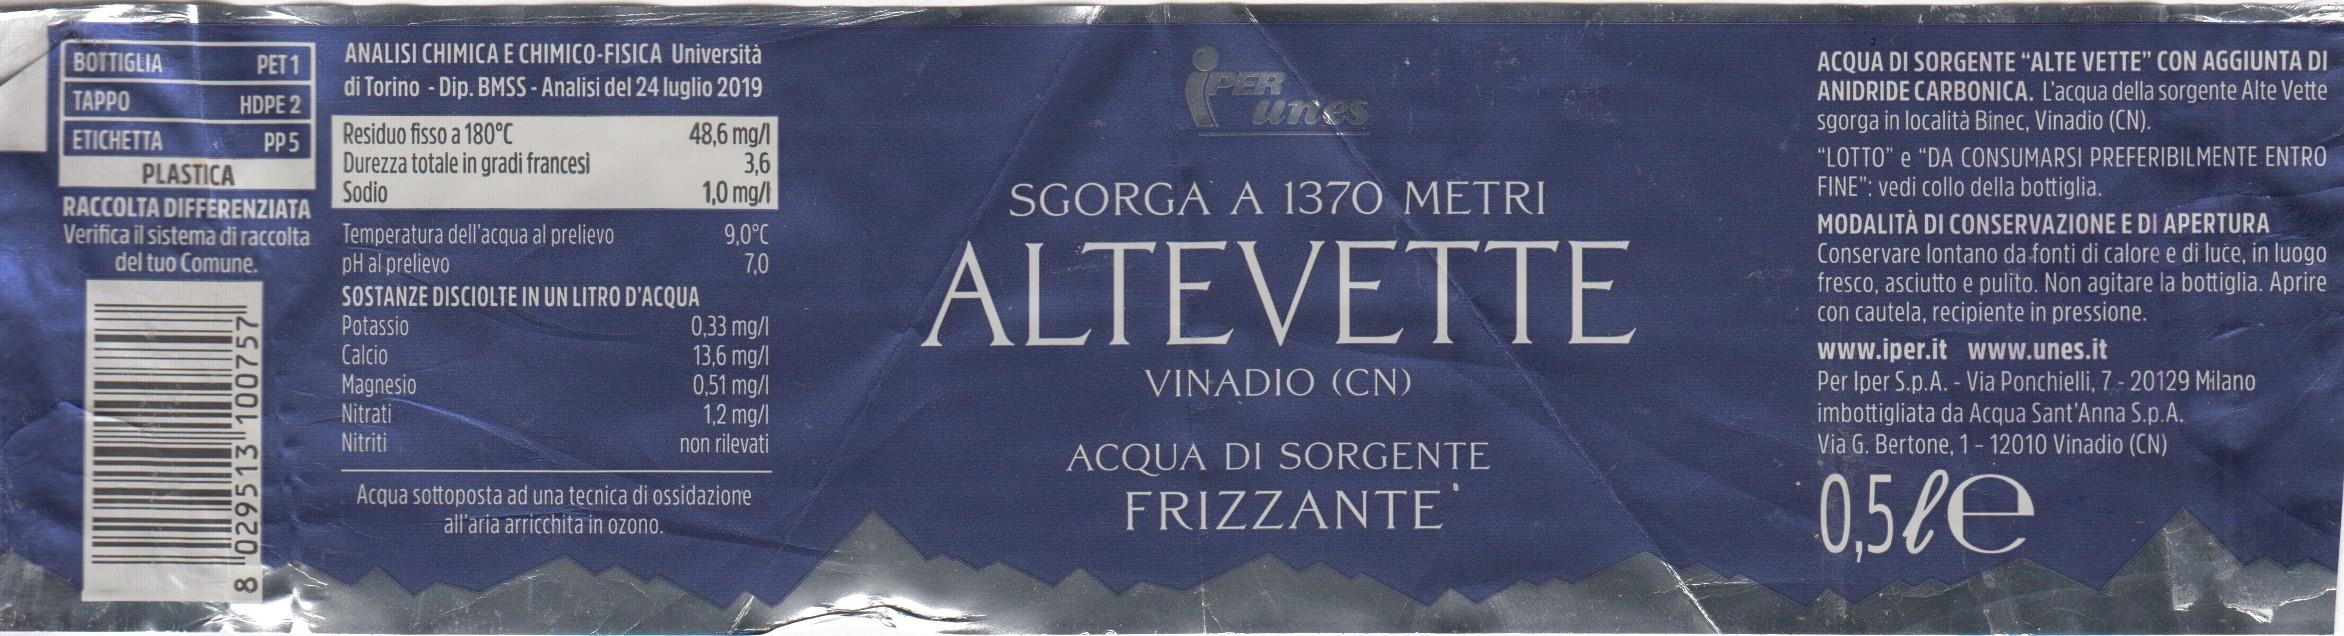 BOTTIGLIA PET 1
TAPPO HDPE 2
ETICHETTA PP 5
PLASTICA
RACCOLTA DIFFERENZIATA
Verifica il sistema di raccolta
del tuo Comune.
8 029513 100757
ANALISI CHIMICA E CHIMICO-FISICA Università
di Torino - Dip. BMSS - Analisi del 24 luglio 2019
Residuo fisso a 180°C 48,6 mg/l
Durezza totale in gradi francesi 3,6
Sodio 1,0 mg/l
Temperatura dell'acqua al prelievo 9,0°C
pH al prelievo 7,0
SOSTANZE DISCIOLTE IN UN LITRO D'ACQUA
Potassio 0,33 mg/l
Calcio 13,6 mg/l
Magnesio 0,51 mg/l
Nitrati 1,2 mg/l
Nitriti non rilevati
Acqua sottoposta ad una tecnica di ossidazione
all'aria arricchita in ozono.
iPER
unes
SGORGA A 1370 METRI
ALTEVETTE
VINADIO (CN)
ACQUA DI SORGENTE
FRIZZANTE
ACQUA DI SORGENTE “ALTE VETTE” CON AGGIUNTA DI
ANIDRIDE CARBONICA. L'acqua della sorgente Alte Vette
sgorga in località Binec, Vinadio (CN).
“LOTTO” e “DA CONSUMARSI PREFERIBILMENTE ENTRO
FINE”: vedi collo della bottiglia.
MODALITÀ DI CONSERVAZIONE E DI APERTURA
Conservare lontano da fonti di calore e di luce, in luogo
fresco, asciutto e pulito. Non agitare la bottiglia. Aprire
con cautela, recipiente in pressione.
www.iper.it www.unes.it
Per Iper S.p.A. - Via Ponchielli, 7 - 20129 Milano
imbottigliata da Acqua Sant'Anna S.p.A.
Via G. Bertone, 1 - 12010 Vinadio (CN)
0,5 ℓ ℮